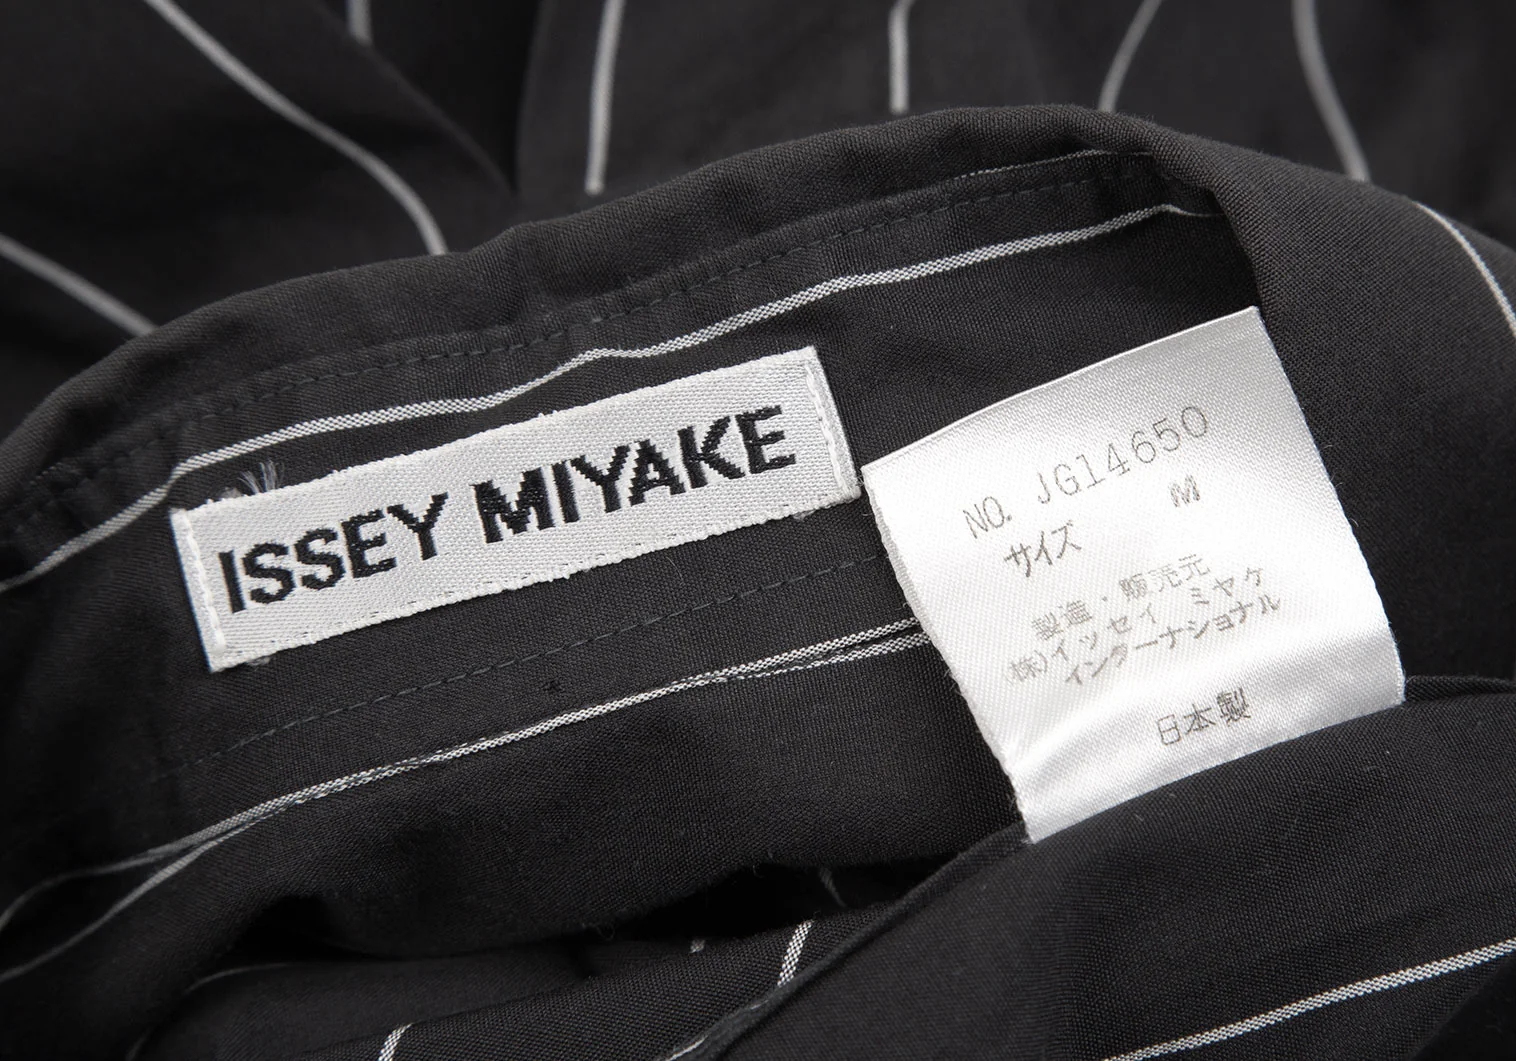 ISSEY MIYAKE
NO. JG14650
サイズ M
製造・販売元
(株)イッセイ ミヤケ
インターナショナル
日本製